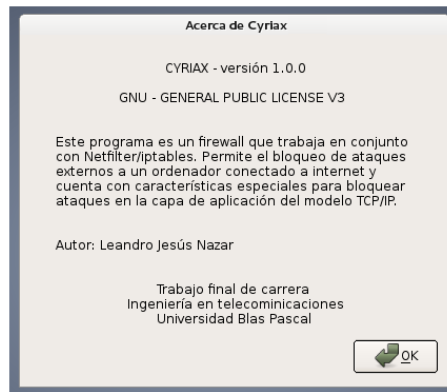 Acerca de Cyriax
CYRIAX - versión 1.0.0
GNU - GENERAL PUBLIC LICENSE V3
Este programa es un firewall que trabaja en conjunto
con Netfilter/iptables. Permite el bloqueo de ataques
externos a un ordenador conectado a internet y
cuenta con características especiales para bloquear
ataques en la capa de aplicación del modelo TCP/IP.
Autor: Leandro Jesús Nazar
Trabajo final de carrera
Ingeniería en telecominicaciones
Universidad Blas Pascal
OK